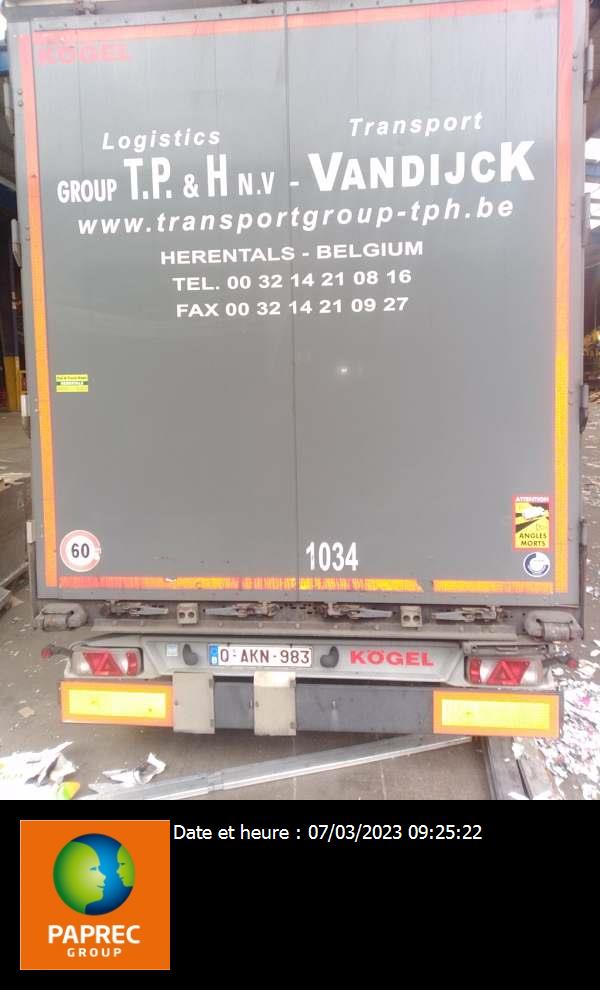 KÖGEL
Logistics
Transport
GROUP T.P. & H N.V - VANDIJCK
www.transportgroup-tph.be
HERENTALS - BELGIUM
TEL. 00 32 14 21 08 16
FAX 00 32 14 21 09 27
HERENTALS
ATTENTION
ANGLES
MORTS
60
1034
Q-AKN-983
KÖGEL
Date et heure : 07/03/2023 09:25:22
PAPREC
GROUP